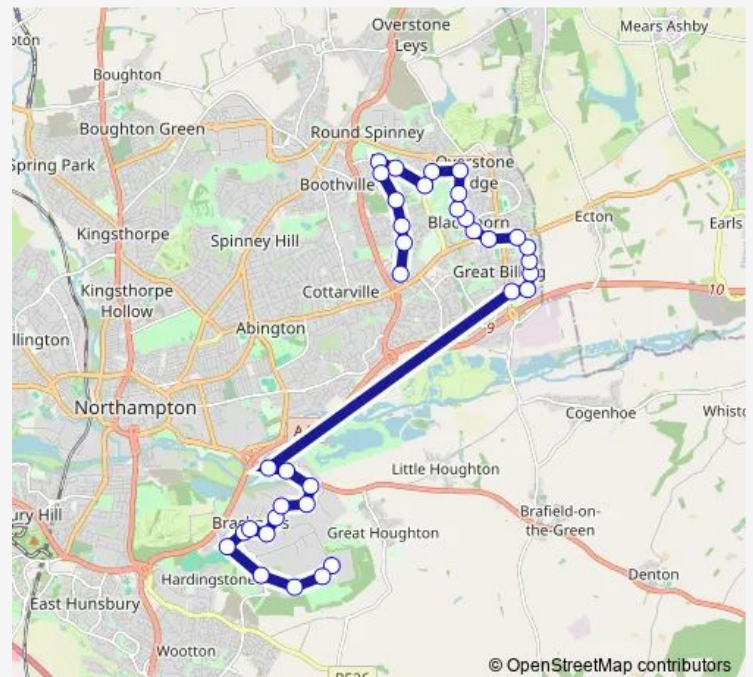 Overstone
Leys
Mears Ashby
Boughton
Boughton Green
Round Spinney
Spring Park
Boothville
Overstone
Kingsthorpe
Spinney Hill
Ecton
Earls
Great Billing
Cottarville
Kingsthorpe
Hollow
10
9
Abington
Northampton
Cogenhoe
Little Houghton
Brafield-on-
the-Green
Great Houghton
Hardingstone
Denton
East Hunsbury
Wootton
© OpenStreetMap contributors